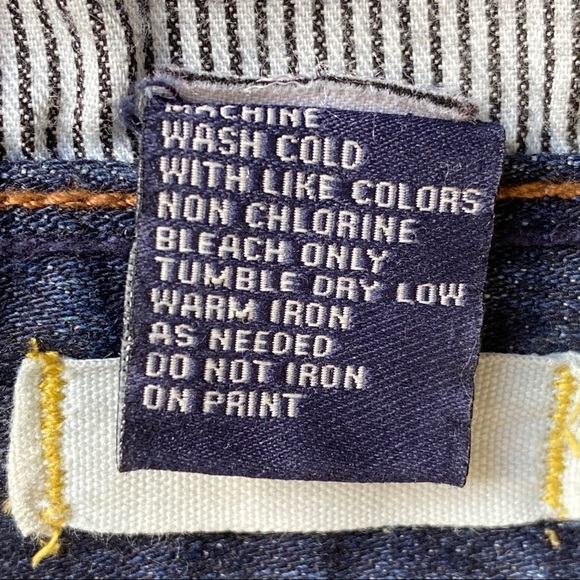 MACHINE
WASH COLD
WITH LIKE COLORS
NON CHLORINE
BLEACH ONLY
TUMBLE DRY LOW
WARM IRON
AS NEEDED
DO NOT IRON
ON PRINT